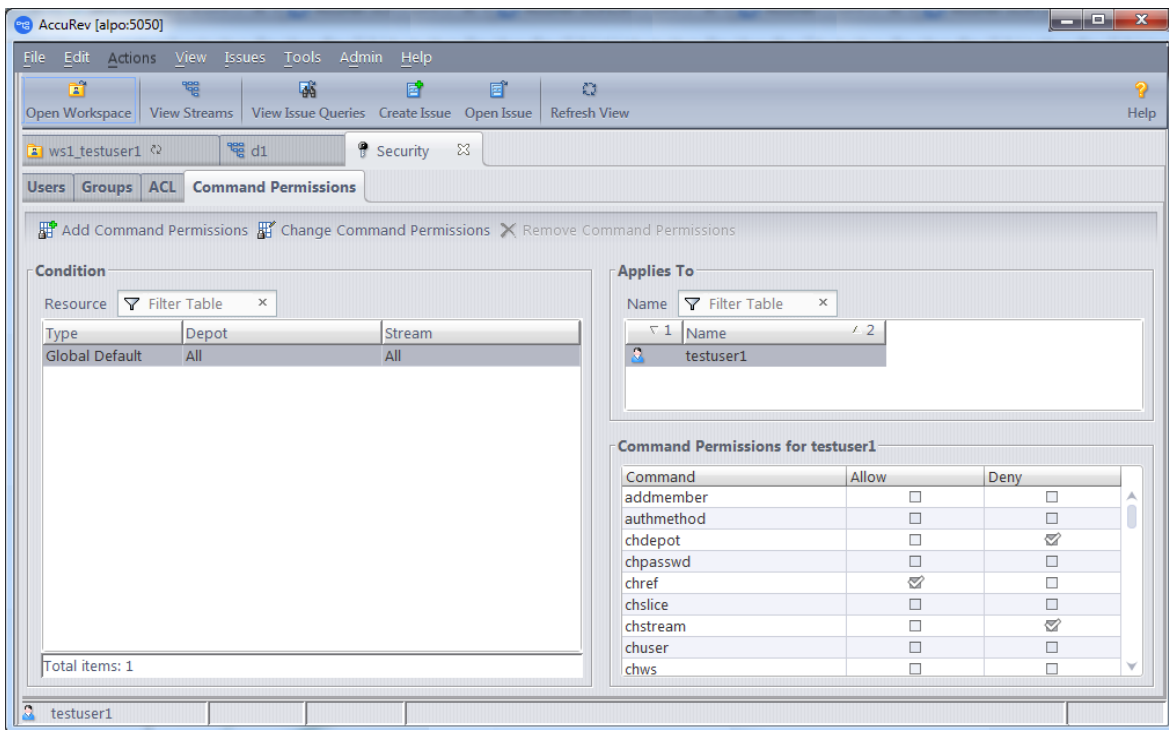 AccuRev [alpo:5050]
File Edit Actions View Issues Tools Admin Help
Open Workspace View Streams View Issue Queries Create Issue Open Issue Refresh View Help
ws1_testuser1 d1 Security
Users Groups ACL Command Permissions
Add Command Permissions Change Command Permissions Remove Command Permissions
Condition
Resource Filter Table
Type Depot Stream
Global Default All All
Total items: 1
Applies To
Name Filter Table
1 Name 2
testuser1
Command Permissions for testuser1
Command Allow Deny
addmember
authmethod
chdepot
chpasswd
chref
chslice
chstream
chuser
chws
testuser1